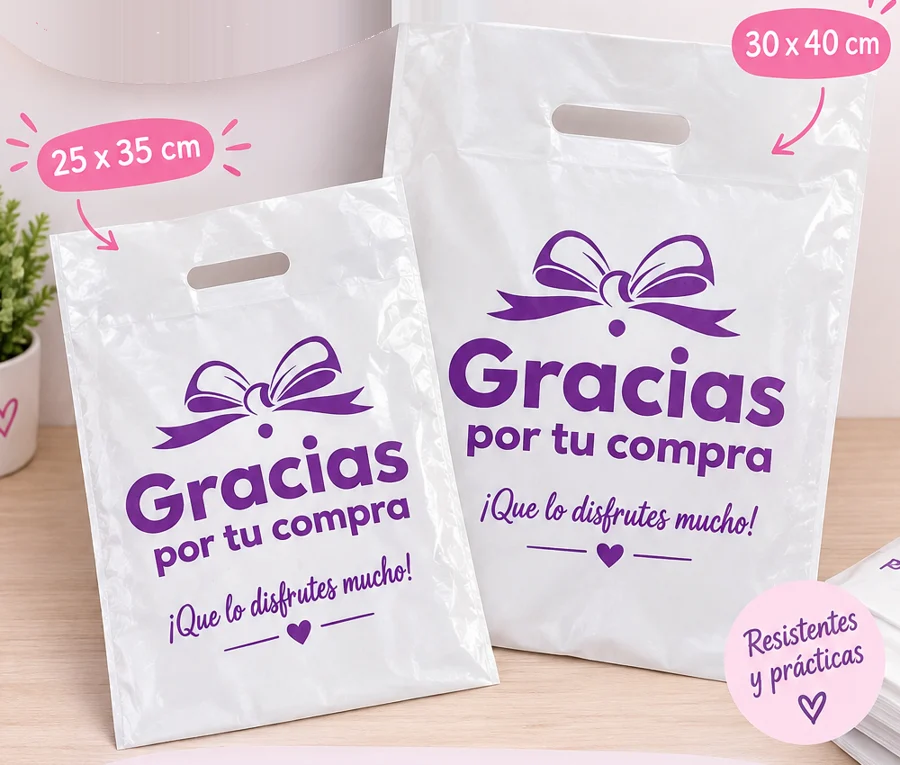 30 x 40 cm
25 x 35 cm
Gracias
por tu compra
¡Que lo disfrutes mucho!
Gracias
por tu compra
¡Que lo disfrutes mucho!
Resistentes
y prácticas